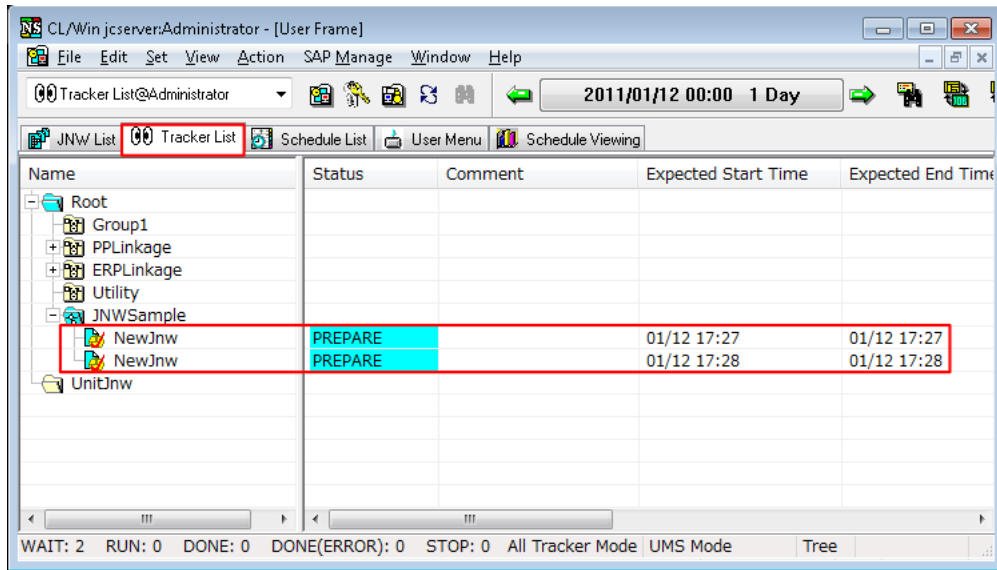 CL/Win jcserver:Administrator - [User Frame]
File Edit Set View Action SAP Manage Window Help
Tracker List@Administrator 2011/01/12 00:00 1 Day
JNW List Tracker List Schedule List User Menu Schedule Viewing
Name Status Comment Expected Start Time Expected End Time
Root
Group1
PPLinkage
ERPLinkage
Utility
JNWSample
NewJnw PREPARE 01/12 17:27 01/12 17:27
NewJnw PREPARE 01/12 17:28 01/12 17:28
UnitJnw
WAIT: 2 RUN: 0 DONE: 0 DONE(ERROR): 0 STOP: 0 All Tracker Mode UMS Mode Tree